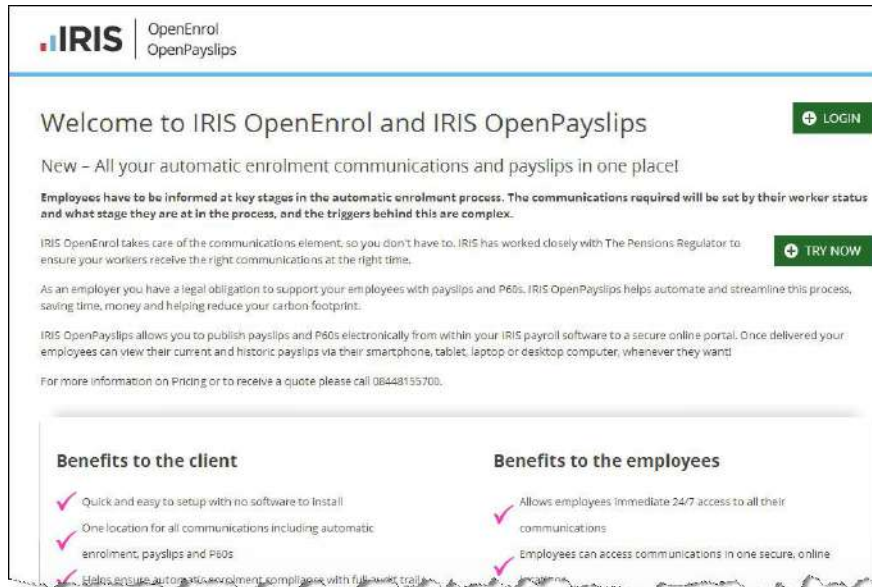 IRIS
OpenEnrol
OpenPayslips
Welcome to IRIS OpenEnrol and IRIS OpenPayslips
LOGIN
New – All your automatic enrolment communications and payslips in one place!
Employees have to be informed at key stages in the automatic enrolment process. The communications required will be set by their worker status
and what stage they are at in the process, and the triggers behind this are complex.
IRIS OpenEnrol takes care of the communications element, so you don't have to. IRIS has worked closely with The Pensions Regulator to
ensure your workers receive the right communications at the right time.
TRY NOW
As an employer you have a legal obligation to support your employees with payslips and P60s. IRIS OpenPayslips helps automate and streamline this process,
saving time, money and helping reduce your carbon footprint.
IRIS OpenPayslips allows you to publish payslips and P60s electronically from within your IRIS payroll software to a secure online portal. Once delivered your
employees can view their current and historic payslips via their smartphone, tablet, laptop or desktop computer, whenever they want!
For more information on Pricing or to receive a quote please call 08448155700.
Benefits to the client
Quick and easy to setup with no software to install
One location for all communications including automatic
enrolment, payslips and P60s
Helps ensure automatic enrolment compliance with full audit trail
Benefits to the employees
Allows employees immediate 24/7 access to all their
communications
Employees can access communications in one secure, online